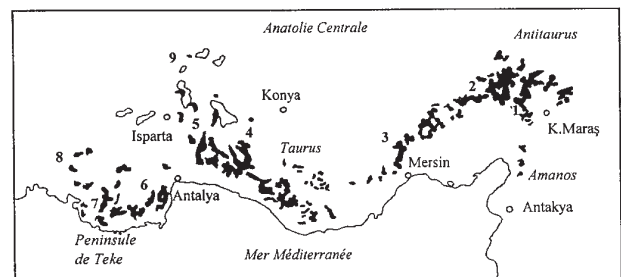 Anatolie Centrale
Antitaurus
9
Konya
2
1
Isparta
5
4
K.Maraş
3
Taurus
8
Mersin
Amanos
7
6
Antalya
Antakya
Peninsule
de Teke
Mer Méditerranée